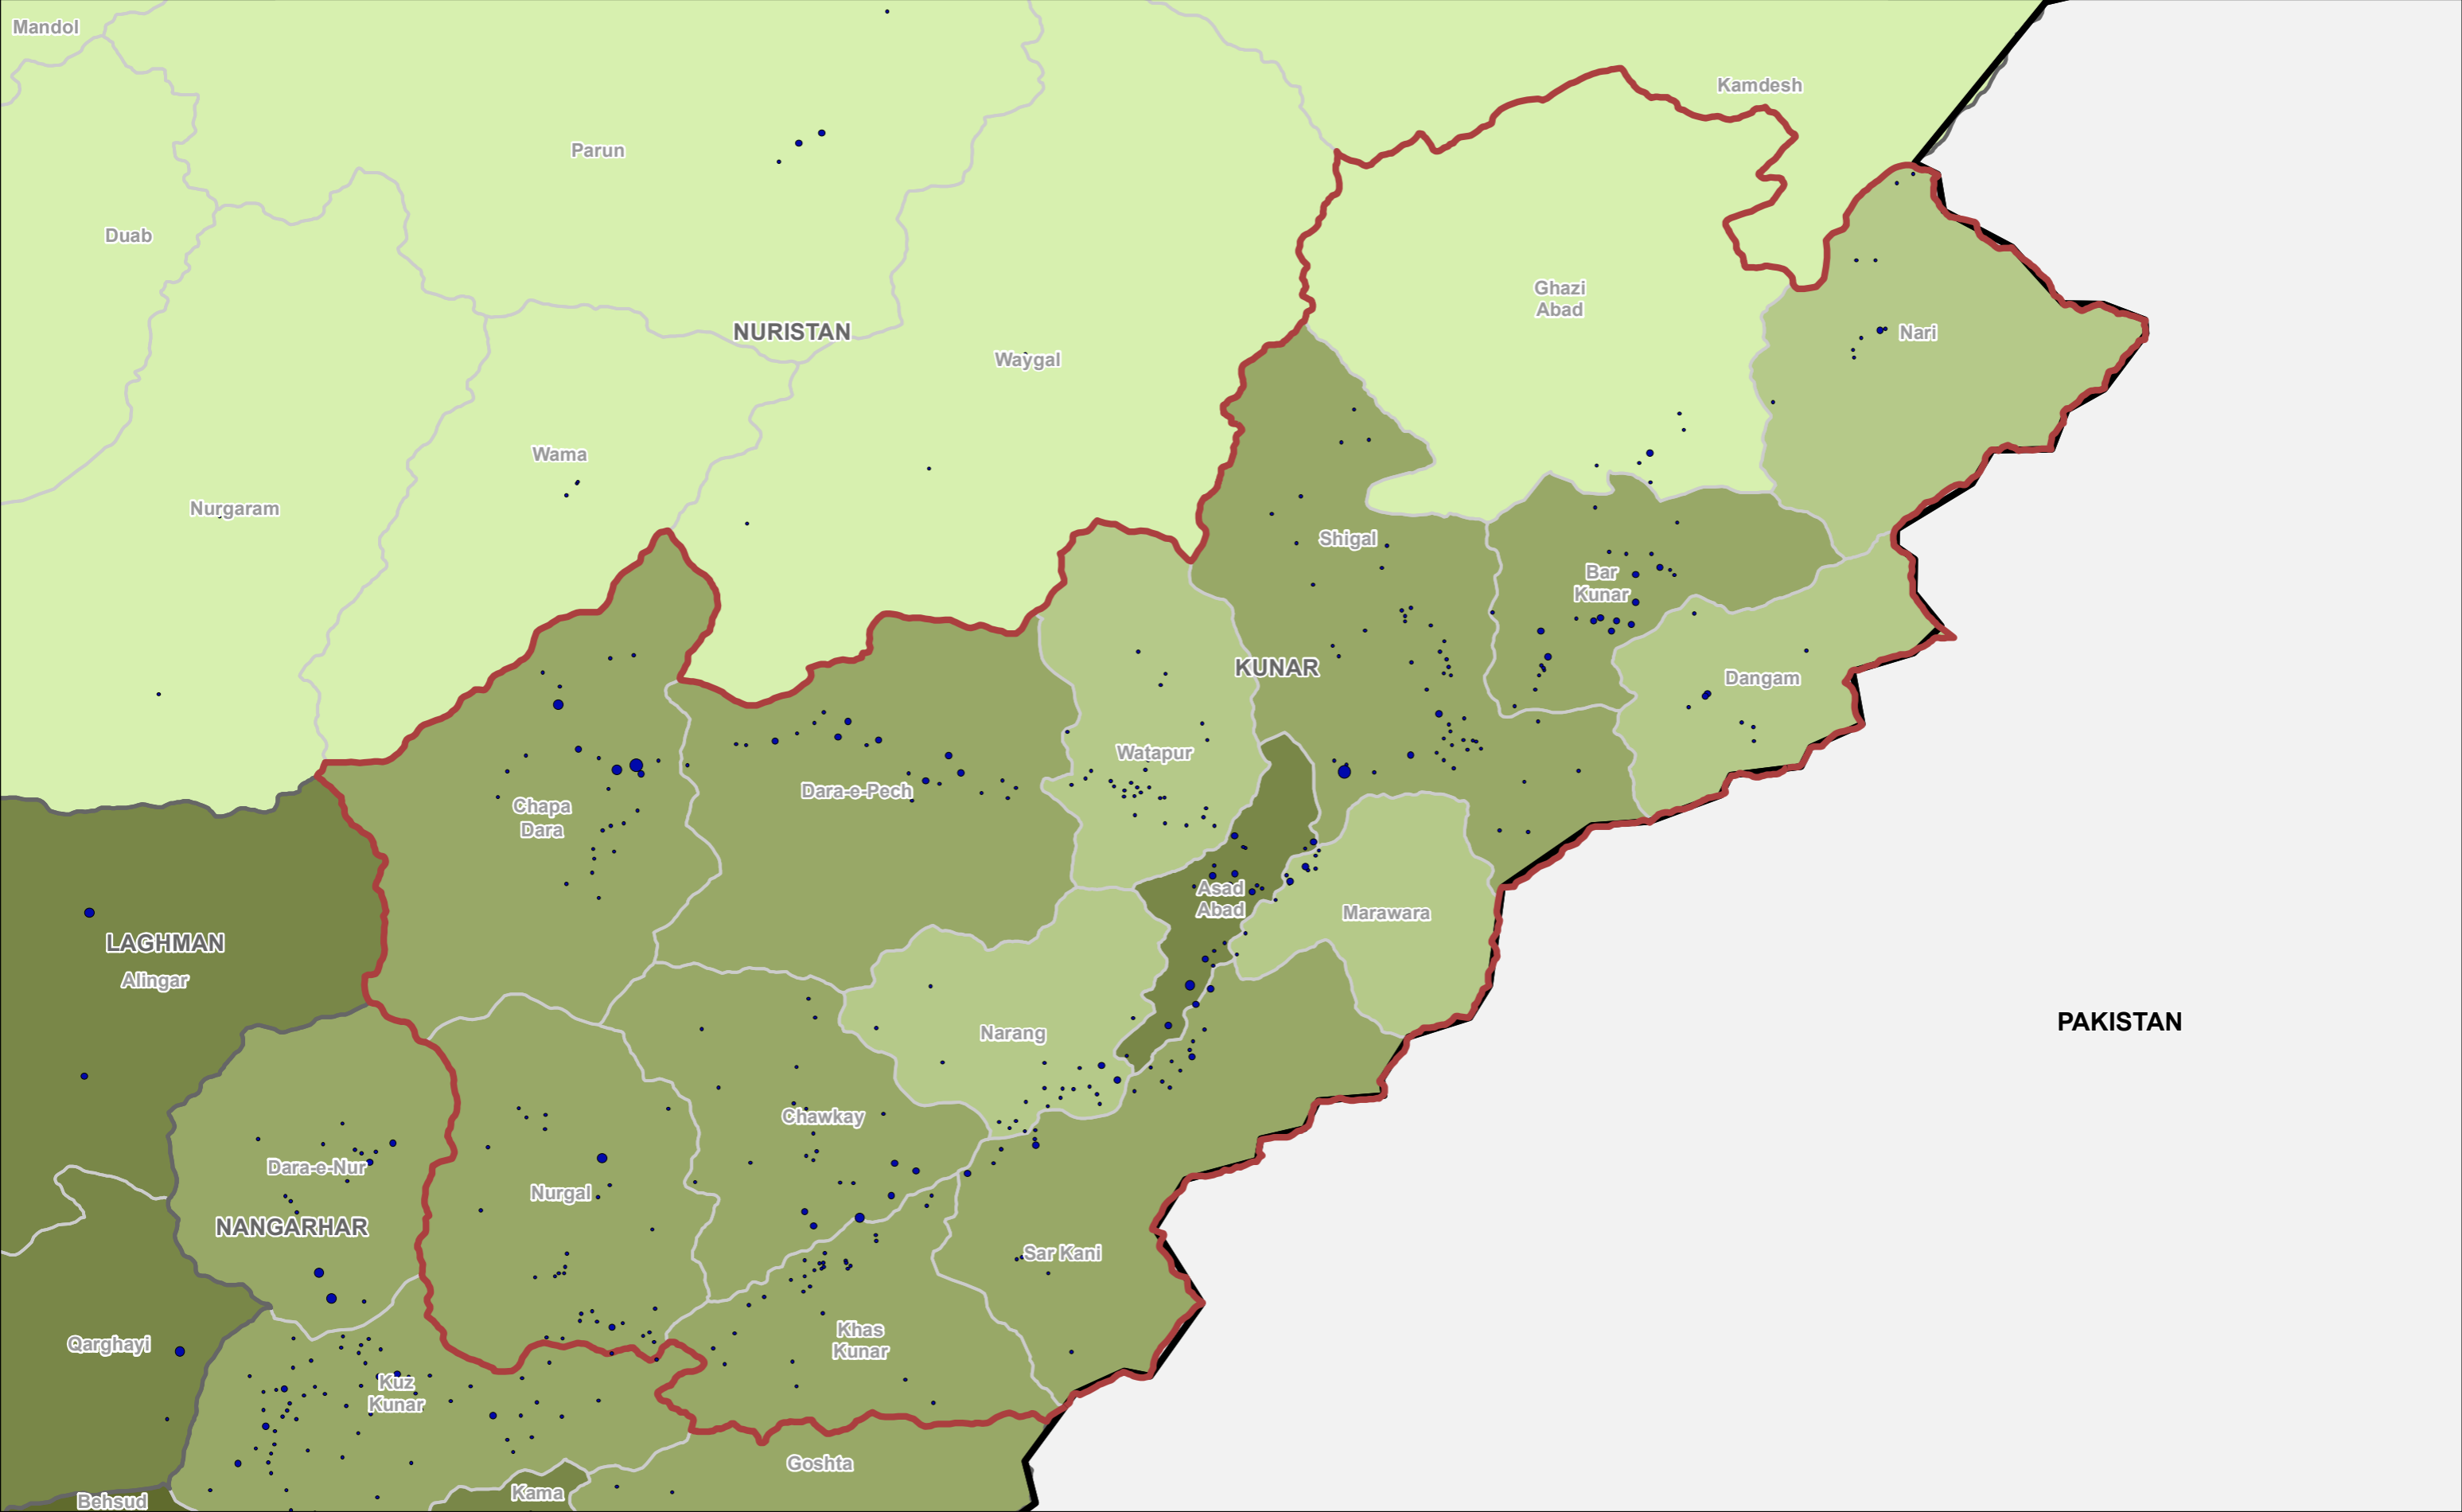 Mandol
Kamdesh
Parun
Duab
Ghazi
Abad
NURISTAN
Nari
Waygal
Wama
Nurgaram
Shigal
Bar
Kunar
KUNAR
Dangam
Watapur
Dara-e-Pech
Chapa
Dara
Asad
Abad
Marawara
LAGHMAN
Alingar
PAKISTAN
Narang
Chawkay
Dara-e-Nur
Nurgal
NANGARHAR
Sar Kani
Khas
Kunar
Qarghayi
Kuz
Kunar
Goshta
Kama
Behsud